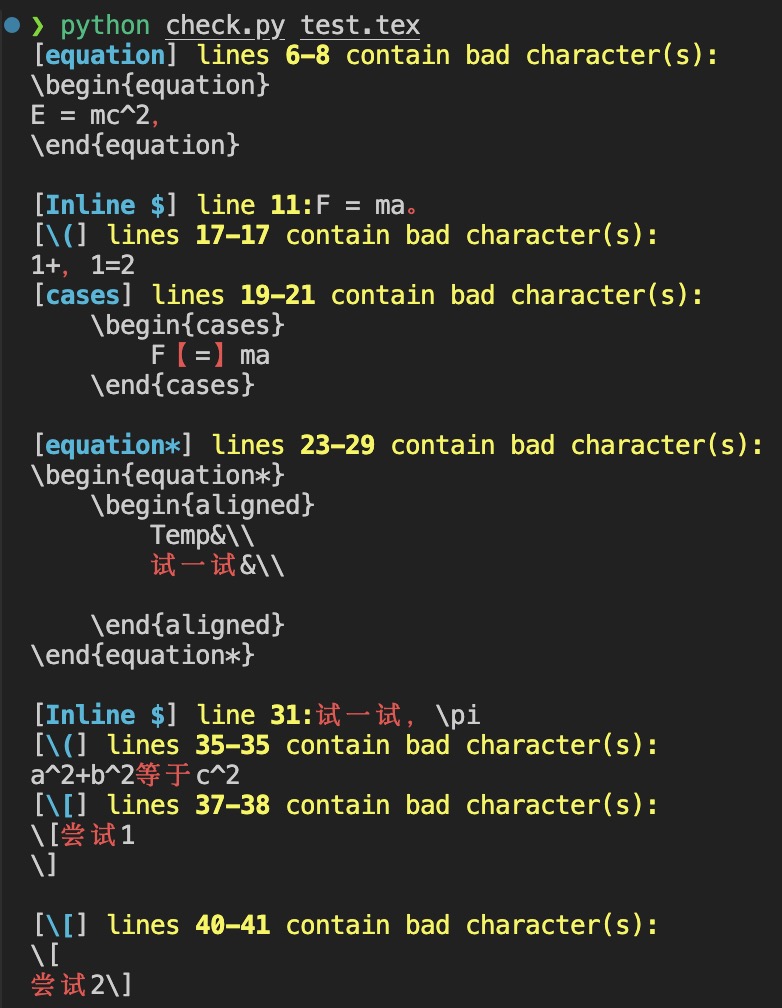 ❯ python check.py test.tex
[equation] lines 6-8 contain bad character(s):
\begin{equation}
E = mc^2，
\end{equation}
[Inline $] line 11:F = ma。
[\(] lines 17-17 contain bad character(s):
1+，1=2
[cases] lines 19-21 contain bad character(s):
    \begin{cases}
        F【=】ma
    \end{cases}
[equation*] lines 23-29 contain bad character(s):
\begin{equation*}
    \begin{aligned}
        Temp&\\
        试一试&\\
    \end{aligned}
\end{equation*}
[Inline $] line 31:试一试，\pi
[\(] lines 35-35 contain bad character(s):
a^2+b^2等于c^2
[\[] lines 37-38 contain bad character(s):
\[尝试1
\]
[\[] lines 40-41 contain bad character(s):
\[
尝试2\]